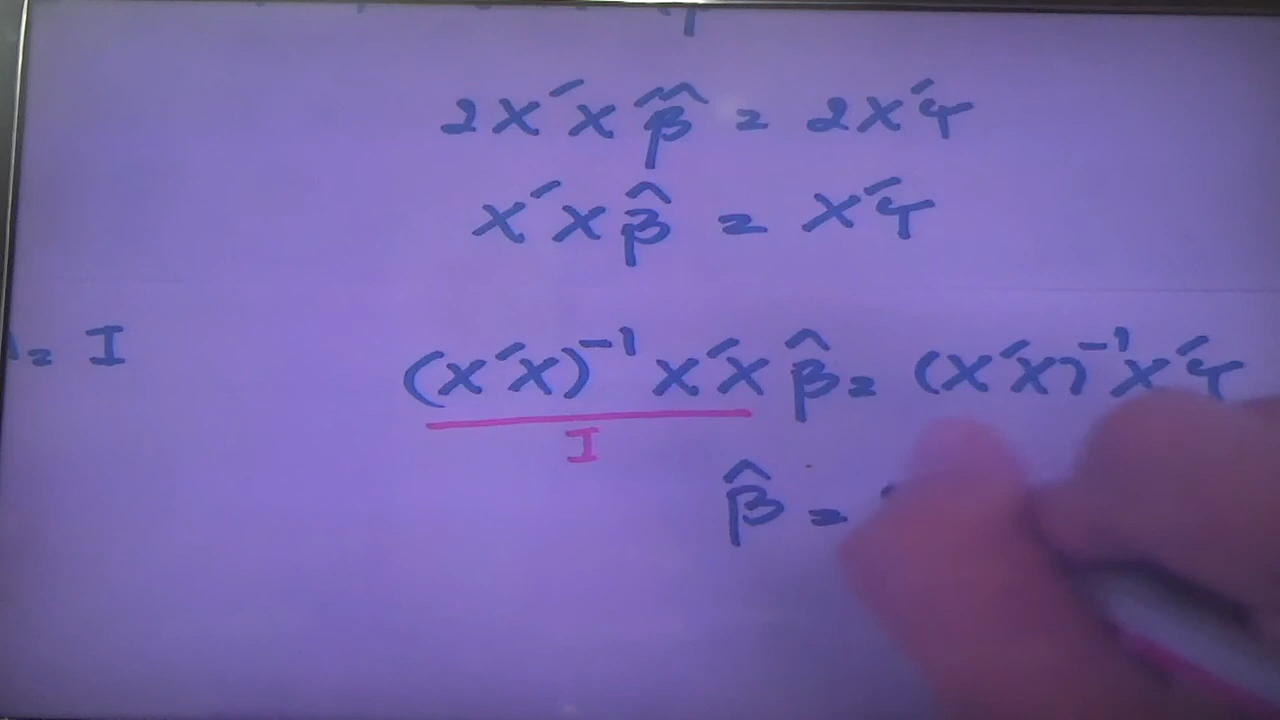 2X′Xβ̂ = 2X′Y
X′Xβ̂ = X′Y
= I
(X′X)⁻¹X′Xβ̂ = (X′X)⁻¹X′Y
I
β̂ =